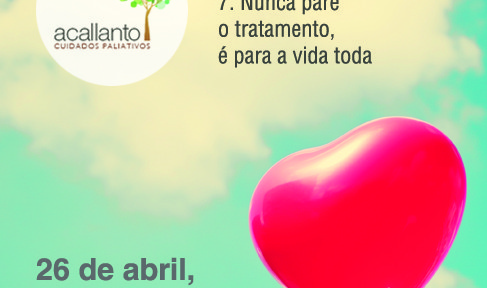 acallanto
CUIDADOS PALIATIVOS
7. Nunca pare
o tratamento,
é para a vida toda
26 de abril,